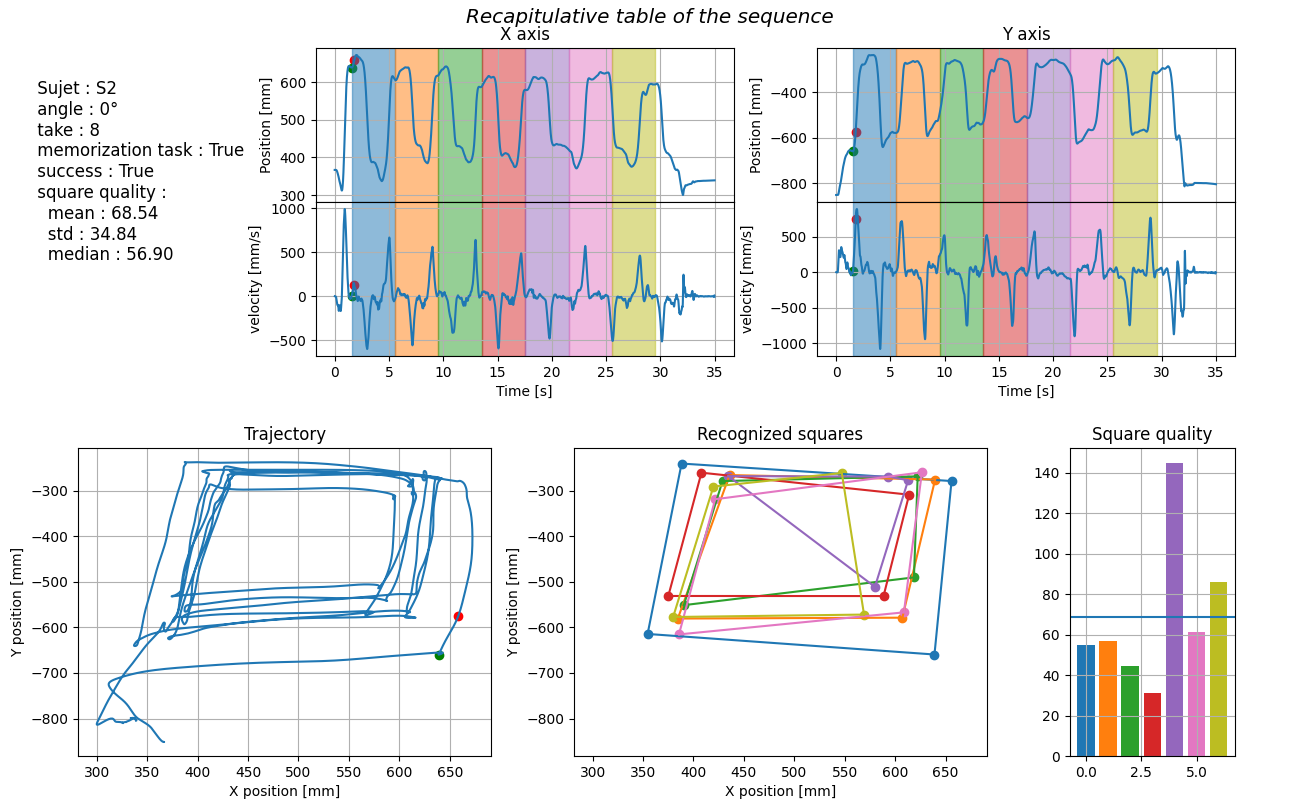 Recapitulative table of the sequence
Sujet : S2
angle : 0°
take : 8
memorization task : True
success : True
square quality :
mean : 68.54
std : 34.84
median : 56.90
X axis
Position [mm]
600
500
400
300
velocity [mm/s]
1000
500
0
−500
0 5 10 15 20 25 30 35
Time [s]
Y axis
Position [mm]
−400
−600
−800
velocity [mm/s]
500
0
−500
−1000
0 5 10 15 20 25 30 35
Time [s]
Trajectory
Y position [mm]
−300
−400
−500
−600
−700
−800
300 350 400 450 500 550 600 650
X position [mm]
Recognized squares
Y position [mm]
−300
−400
−500
−600
−700
−800
300 350 400 450 500 550 600 650
X position [mm]
Square quality
140
120
100
80
60
40
20
0
0.0 2.5 5.0